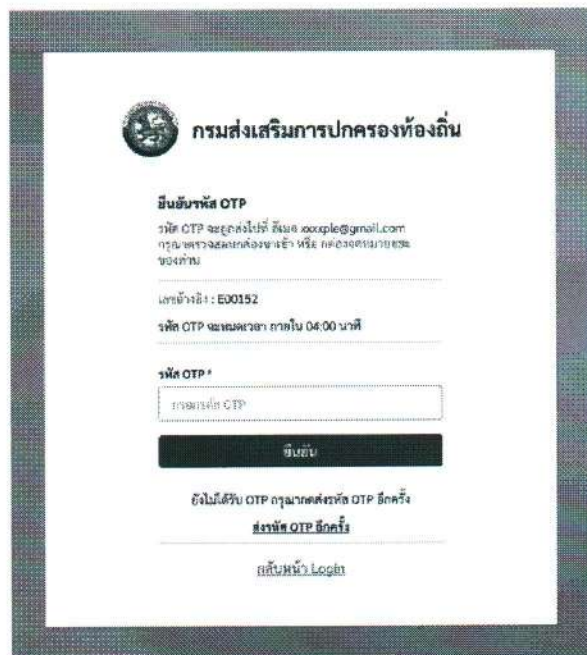 กรมส่งเสริมการปกครองท้องถิ่น
ยืนยันรหัส OTP
รหัส OTP จะถูกส่งไปที่ อีเมล xxxxple@gmail.com
กรุณาตรวจสอบกล่องขาเข้า หรือ กล่องจดหมายขยะ
ของท่าน
เลขอ้างอิง : E00152
รหัส OTP จะหมดเวลา ภายใน 04:00 นาที
รหัส OTP *
กรอกรหัส OTP
ยืนยัน
ยังไม่ได้รับ OTP กรุณากดส่งรหัส OTP อีกครั้ง
ส่งรหัส OTP อีกครั้ง
กลับหน้า Login